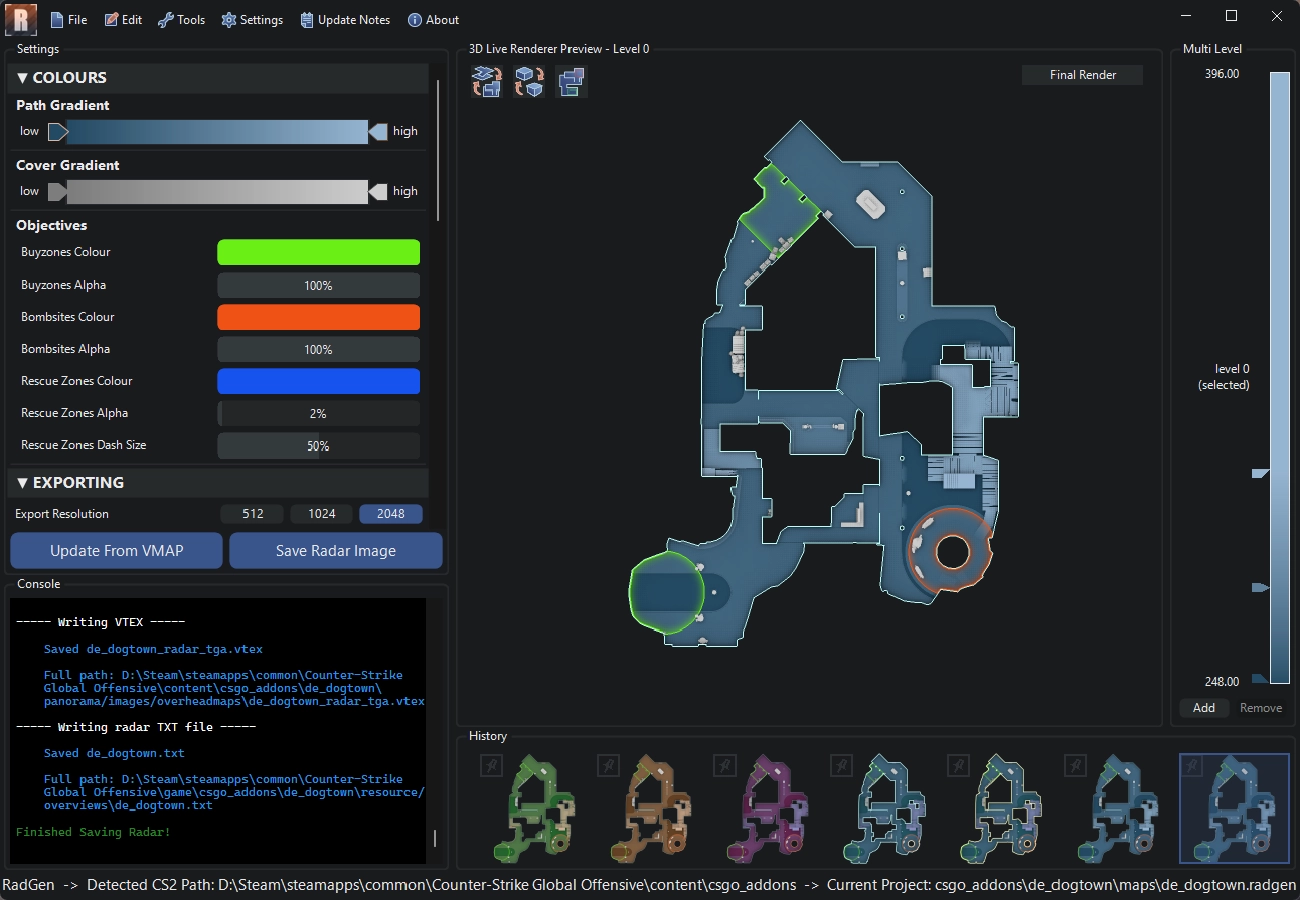 R
File
Edit
Tools
Settings
Update Notes
About
Settings
▼ COLOURS
Path Gradient
low
high
Cover Gradient
low
high
Objectives
Buyzones Colour
Buyzones Alpha
100%
Bombsites Colour
Bombsites Alpha
100%
Rescue Zones Colour
Rescue Zones Alpha
2%
Rescue Zones Dash Size
50%
▼ EXPORTING
Export Resolution
512
1024
2048
Update From VMAP
Save Radar Image
Console
----- Writing VTEX -----
Saved de_dogtown_radar_tga.vtex
Full path: D:\Steam\steamapps\common\Counter-Strike
Global Offensive\content\csgo_addons\de_dogtown\
panorama/images/overheadmaps\de_dogtown_radar_tga.vtex
----- Writing radar TXT file -----
Saved de_dogtown.txt
Full path: D:\Steam\steamapps\common\Counter-Strike
Global Offensive\game\csgo_addons\de_dogtown\resource/
overviews\de_dogtown.txt
Finished Saving Radar!
3D Live Renderer Preview - Level 0
Final Render
Multi Level
396.00
level 0
(selected)
248.00
Add
Remove
History
RadGen -> Detected CS2 Path: D:\Steam\steamapps\common\Counter-Strike Global Offensive\content\csgo_addons -> Current Project: csgo_addons\de_dogtown\maps\de_dogtown.radgen